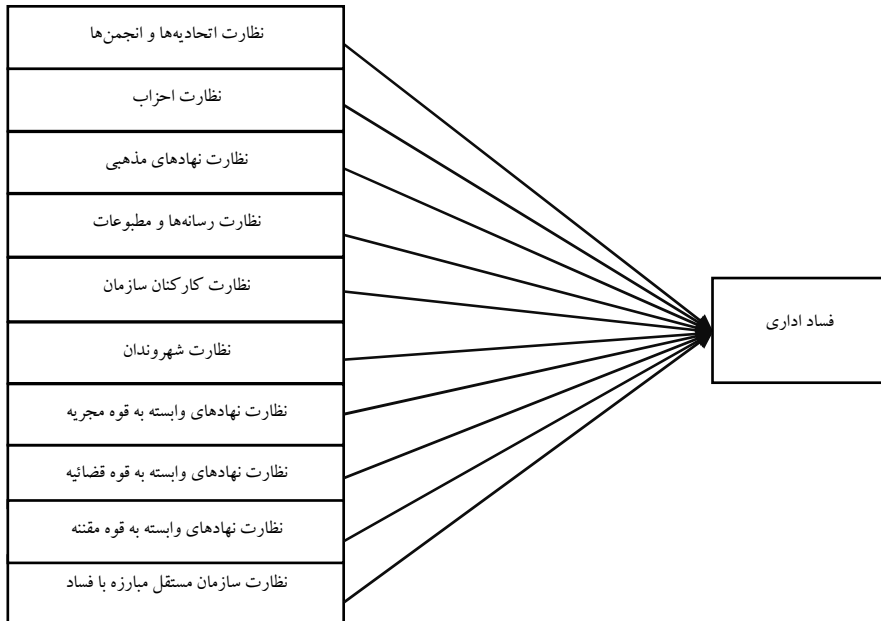 نظارت اتحادیه‌ها و انجمن‌ها
نظارت احزاب
نظارت نهادهای مذهبی
نظارت رسانه‌ها و مطبوعات
نظارت کارکنان سازمان
نظارت شهروندان
نظارت نهادهای وابسته به قوه مجریه
نظارت نهادهای وابسته به قوه قضائیه
نظارت نهادهای وابسته به قوه مقننه
نظارت سازمان مستقل مبارزه با فساد
فساد اداری